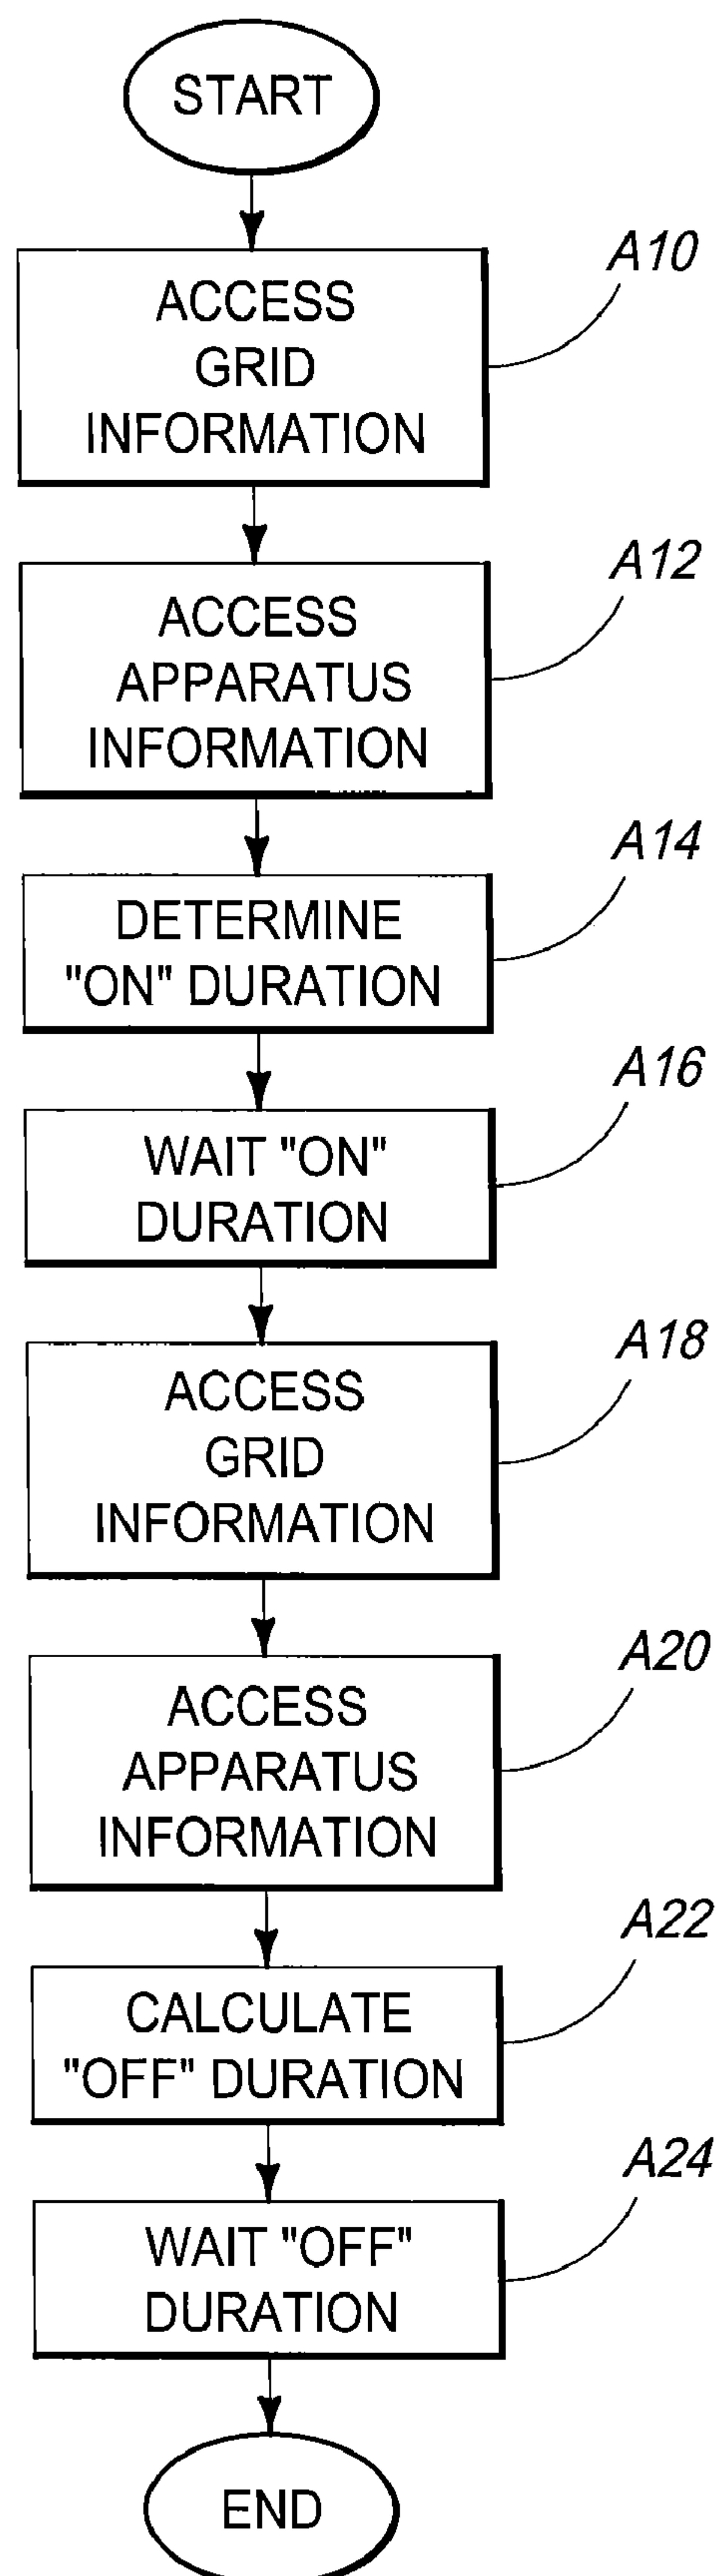 START
A10
ACCESS
GRID
INFORMATION
A12
ACCESS
APPARATUS
INFORMATION
A14
DETERMINE
"ON" DURATION
A16
WAIT "ON"
DURATION
A18
ACCESS
GRID
INFORMATION
A20
ACCESS
APPARATUS
INFORMATION
A22
CALCULATE
"OFF" DURATION
A24
WAIT "OFF"
DURATION
END